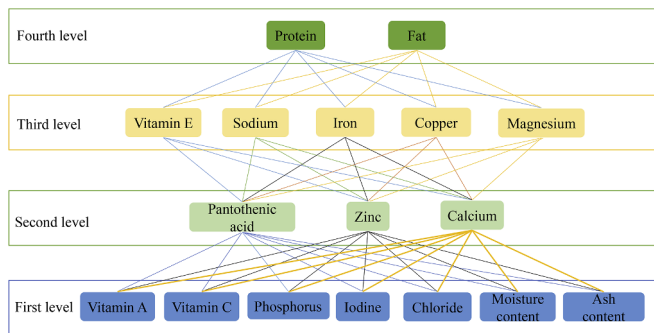 Fourth level
Protein
Fat
Third level
Vitamin E
Sodium
Iron
Copper
Magnesium
Second level
Pantothenic
acid
Zinc
Calcium
First level
Vitamin A
Vitamin C
Phosphorus
Iodine
Chloride
Moisture
content
Ash
content